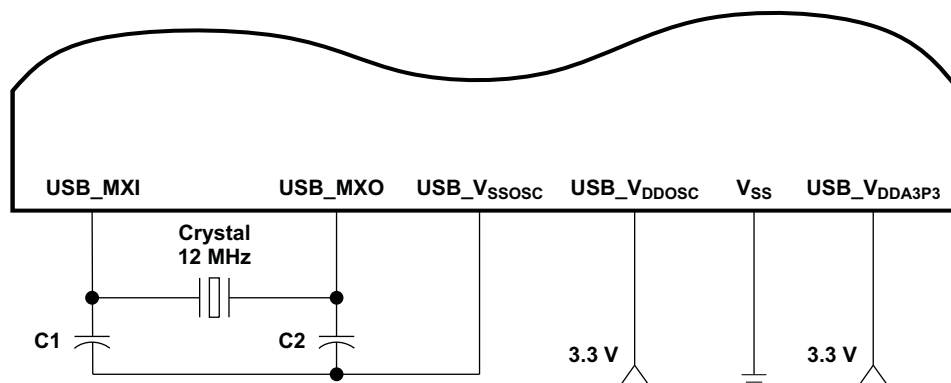 USB_MXI USB_MXO USB_VSSOSC USB_VDDOSC VSS USB_VDDA3P3
Crystal
12 MHz
C1 C2 3.3 V 3.3 V